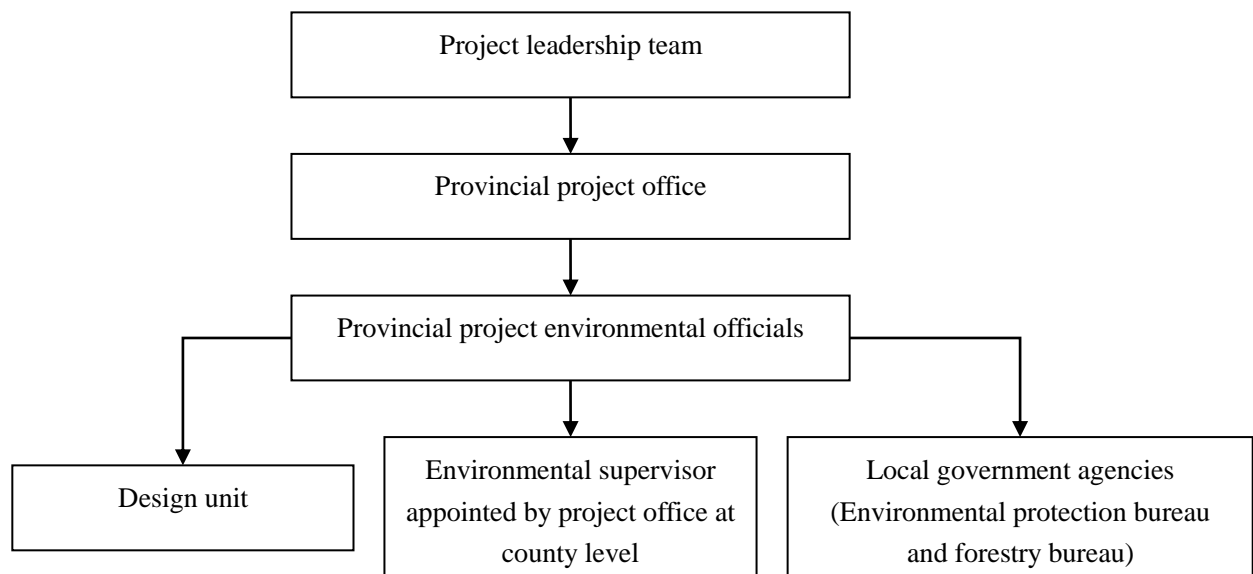 Project leadership team
Provincial project office
Provincial project environmental officials
Design unit
Environmental supervisor
appointed by project office at
county level
Local government agencies
(Environmental protection bureau
and forestry bureau)